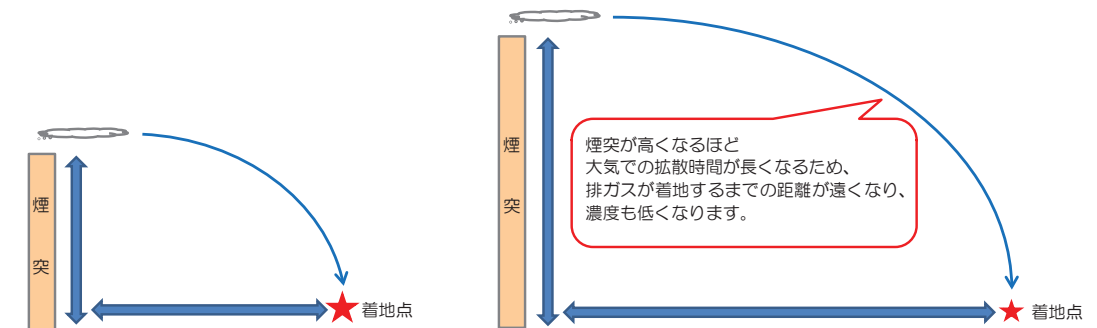 煙突
着地点
煙突
煙突が高くなるほど
大気での拡散時間が長くなるため、
排ガスが着地するまでの距離が遠くなり、
濃度も低くなります。
着地点